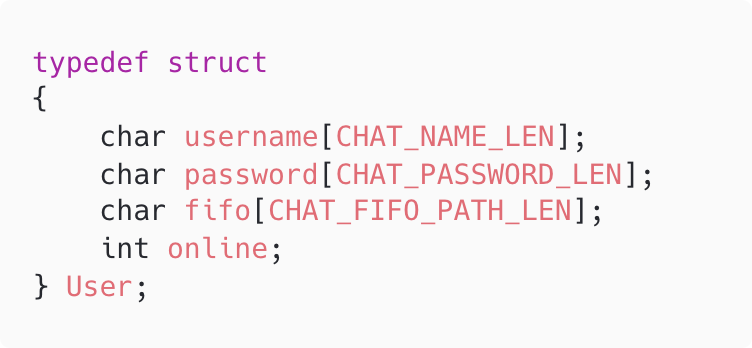 typedef struct
{
    char username[CHAT_NAME_LEN];
    char password[CHAT_PASSWORD_LEN];
    char fifo[CHAT_FIFO_PATH_LEN];
    int online;
} User;